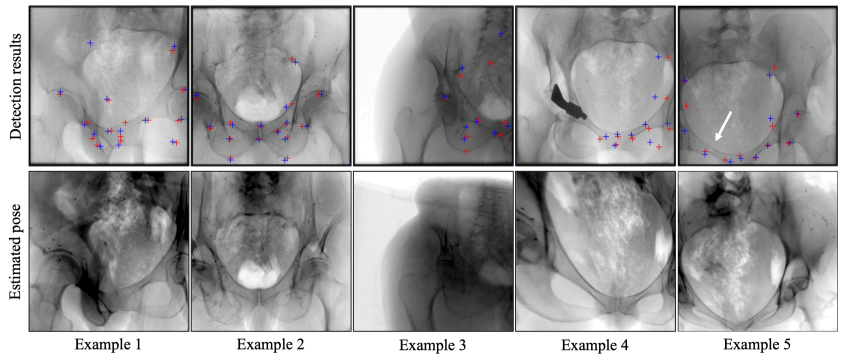 Detection results
Estimated pose
Example 1
Example 2
Example 3
Example 4
Example 5